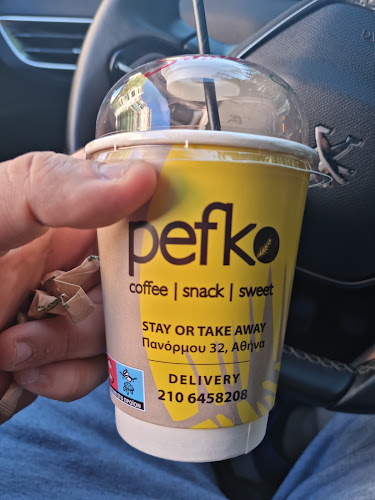 pefko
coffee | snack | sweet
STAY OR TAKE AWAY
Πανόρμου 32, Αθήνα
DELIVERY
210 6458208